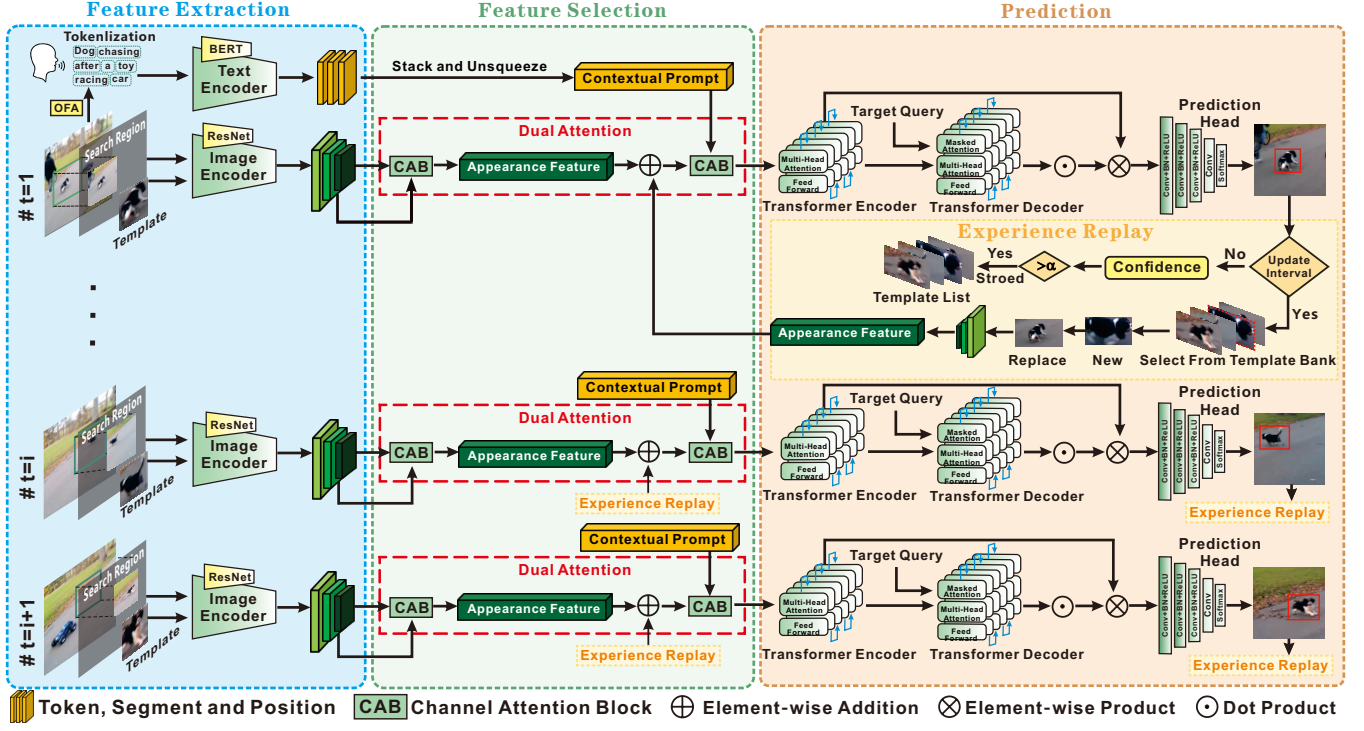 Feature Extraction
Feature Selection
Prediction
Tokenlization
Dog chasing
after a toy
racing car
BERT
Text
Encoder
Stack and Unsqueeze
Contextual Prompt
OFA
# t=1
Search Region
Template
ResNet
Image
Encoder
Dual Attention
CAB
Appearance Feature
CAB
Target Query
Multi-Head
Attention
Feed
Forward
Transformer Encoder
Masked
Attention
Multi-Head
Attention
Feed
Forward
Transformer Decoder
Prediction
Head
Conv+BN+ReLU
Conv+BN+ReLU
Conv+BN+ReLU
Conv
Softmax
Experience Replay
Update
Interval
No
Confidence
>α
Yes
Stroed
Template List
Yes
Select From Template Bank
New
Replace
Appearance Feature
# t=i
Search Region
Template
ResNet
Image
Encoder
Contextual Prompt
Dual Attention
CAB
Appearance Feature
CAB
Experience Replay
Target Query
Multi-Head
Attention
Feed
Forward
Transformer Encoder
Masked
Attention
Multi-Head
Attention
Feed
Forward
Transformer Decoder
Prediction
Head
Conv+BN+ReLU
Conv+BN+ReLU
Conv+BN+ReLU
Conv
Softmax
Experience Replay
# t=i+1
Search Region
Template
ResNet
Image
Encoder
Contextual Prompt
Dual Attention
CAB
Appearance Feature
CAB
Experience Replay
Target Query
Multi-Head
Attention
Feed
Forward
Transformer Encoder
Masked
Attention
Multi-Head
Attention
Feed
Forward
Transformer Decoder
Prediction
Head
Conv+BN+ReLU
Conv+BN+ReLU
Conv+BN+ReLU
Conv
Softmax
Experience Replay
Token, Segment and Position
CAB
Channel Attention Block
Element-wise Addition
Element-wise Product
Dot Product